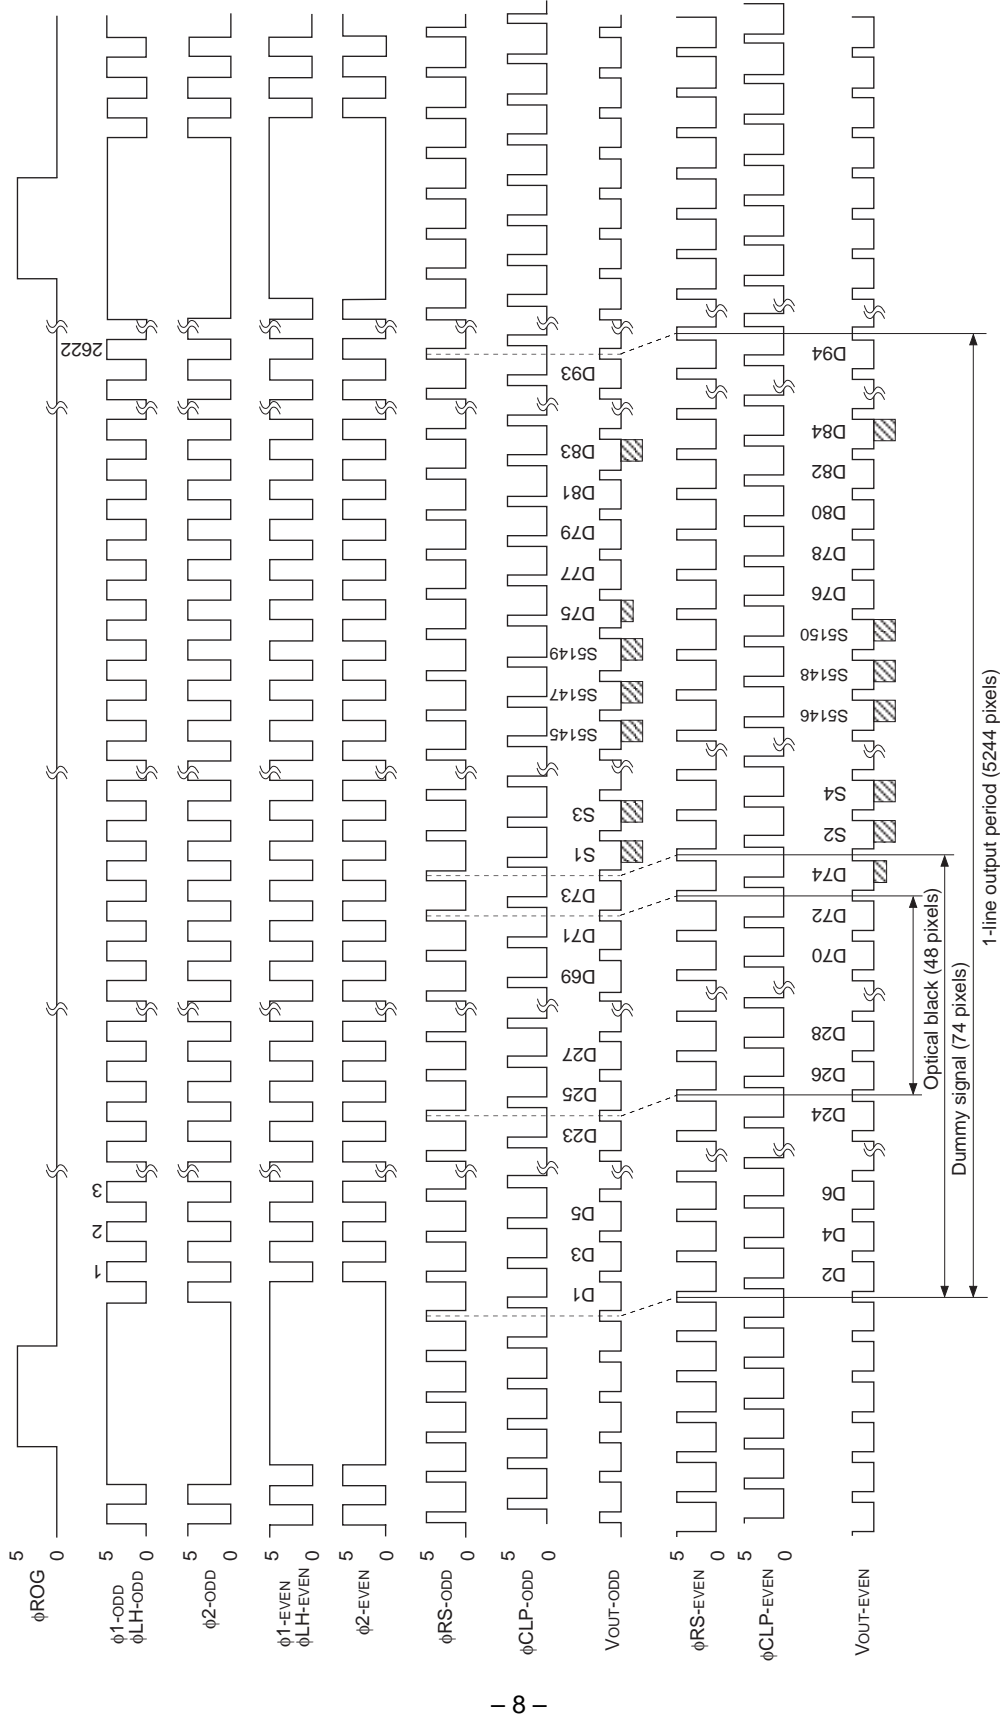 φROG
5
0
φ1-ODD
φLH-ODD
5
0
1
2
3
2622
φ2-ODD
5
0
φ1-EVEN
φLH-EVEN
5
0
φ2-EVEN
5
0
φRS-ODD
5
0
φCLP-ODD
5
0
VOUT-ODD
D1
D3
D5
D23
D25
D27
D69
D71
D73
S1
S3
S5145
S5147
S5149
D75
D77
D79
D81
D83
D93
φRS-EVEN
5
0
φCLP-EVEN
5
0
VOUT-EVEN
D2
D4
D6
D24
D26
D28
D70
D72
D74
S2
S4
S5146
S5148
S5150
D76
D78
D80
D82
D84
D94
Optical black (48 pixels)
Dummy signal (74 pixels)
1-line output period (5244 pixels)
– 8 –